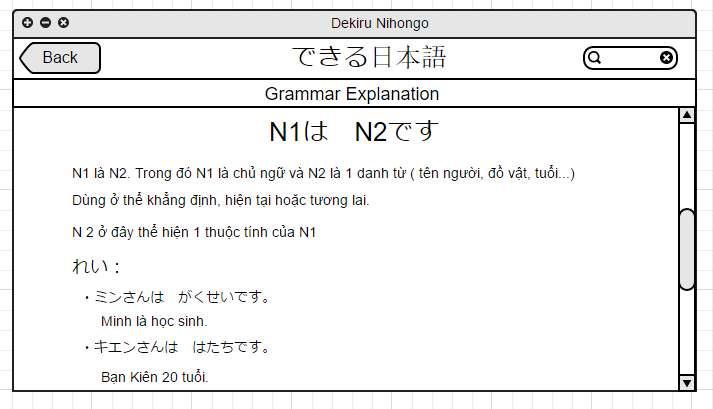 Dekiru Nihongo
Back
できる日本語
Grammar Explanation
N1は　N2です
N1 là N2. Trong đó N1 là chủ ngữ và N2 là 1 danh từ ( tên người, đồ vật, tuổi...)
Dùng ở thể khẳng định, hiện tại hoặc tương lai.
N 2 ở đây thể hiện 1 thuộc tính của N1
れい：
・ミンさんは　がくせいです。
Minh là học sinh.
・キエンさんは　はたちです。
Bạn Kiên 20 tuổi.